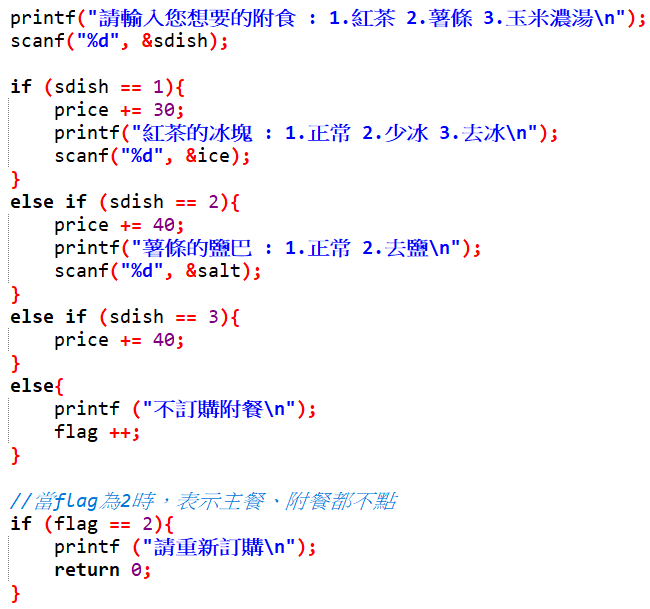 printf("請輸入您想要的附食 : 1.紅茶 2.薯條 3.玉米濃湯\n");
scanf("%d", &sdish);
if (sdish == 1){
price += 30;
printf("紅茶的冰塊 : 1.正常 2.少冰 3.去冰\n");
scanf("%d", &ice);
}
else if (sdish == 2){
price += 40;
printf("薯條的鹽巴 : 1.正常 2.去鹽\n");
scanf("%d", &salt);
}
else if (sdish == 3){
price += 40;
}
else{
printf ("不訂購附餐\n");
flag ++;
}
//當flag為2時，表示主餐、附餐都不點
if (flag == 2){
printf ("請重新訂購\n");
return 0;
}